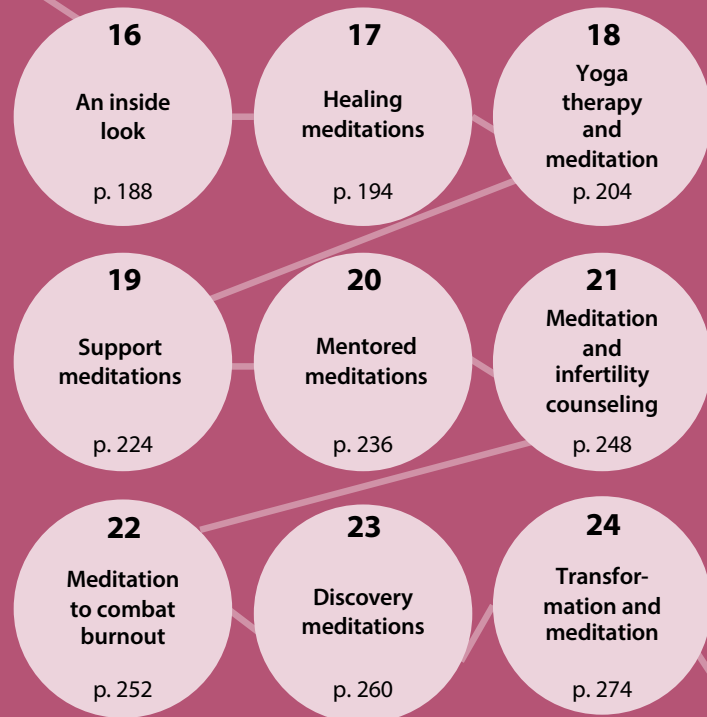 16
An inside
look
p. 188
17
Healing
meditations
p. 194
18
Yoga
therapy
and
meditation
p. 204
19
Support
meditations
p. 224
20
Mentored
meditations
p. 236
21
Meditation
and
infertility
counseling
p. 248
22
Meditation
to combat
burnout
p. 252
23
Discovery
meditations
p. 260
24
Transfor-
mation and
meditation
p. 274